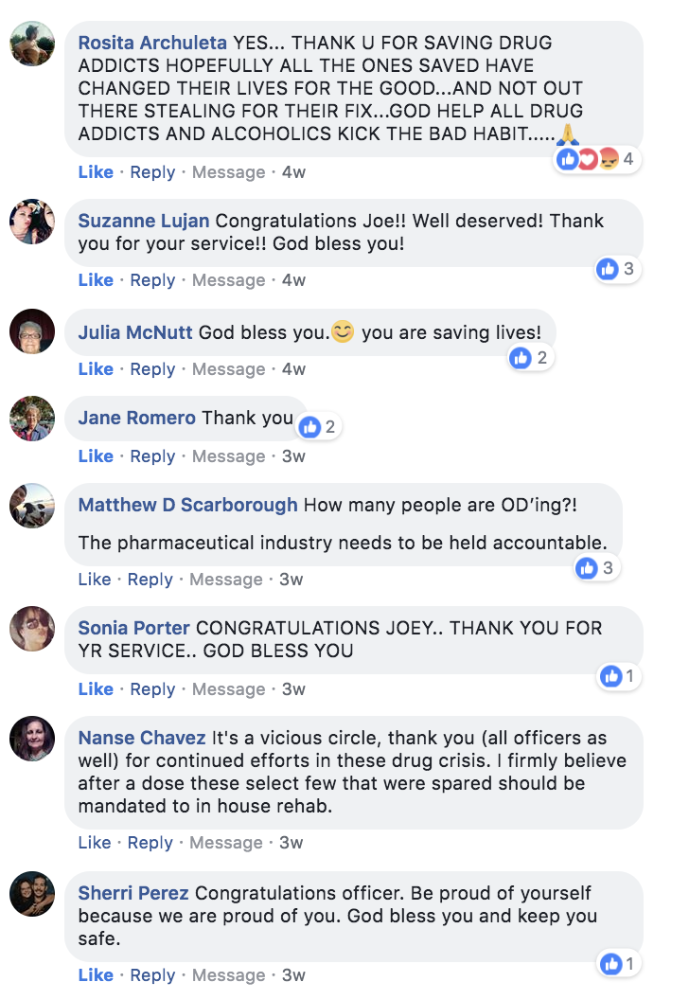 Rosita Archuleta YES... THANK U FOR SAVING DRUG
ADDICTS HOPEFULLY ALL THE ONES SAVED HAVE
CHANGED THEIR LIVES FOR THE GOOD...AND NOT OUT
THERE STEALING FOR THEIR FIX...GOD HELP ALL DRUG
ADDICTS AND ALCOHOLICS KICK THE BAD HABIT.....🙏
4
Like · Reply · Message · 4w
Suzanne Lujan Congratulations Joe!! Well deserved! Thank
you for your service!! God bless you!
3
Like · Reply · Message · 4w
Julia McNutt God bless you.😊 you are saving lives!
2
Like · Reply · Message · 4w
Jane Romero Thank you
2
Like · Reply · Message · 3w
Matthew D Scarborough How many people are OD’ing?!
The pharmaceutical industry needs to be held accountable.
3
Like · Reply · Message · 3w
Sonia Porter CONGRATULATIONS JOEY.. THANK YOU FOR
YR SERVICE.. GOD BLESS YOU
1
Like · Reply · Message · 3w
Nanse Chavez It's a vicious circle, thank you (all officers as
well) for continued efforts in these drug crisis. I firmly believe
after a dose these select few that were spared should be
mandated to in house rehab.
Like · Reply · Message · 3w
Sherri Perez Congratulations officer. Be proud of yourself
because we are proud of you. God bless you and keep you
safe.
1
Like · Reply · Message · 3w